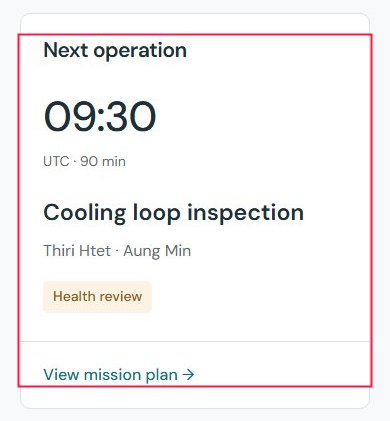 Next operation
09:30
UTC · 90 min
Cooling loop inspection
Thiri Htet · Aung Min
Health review
View mission plan →